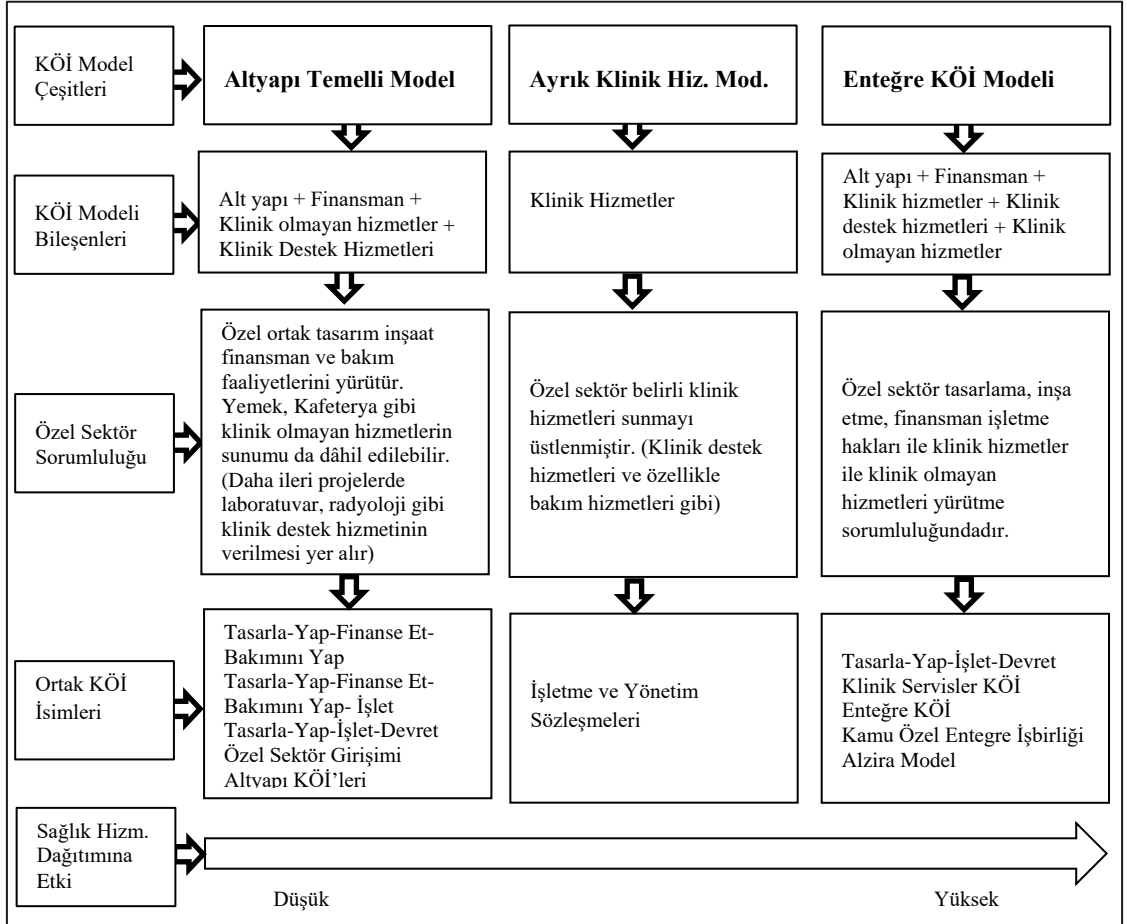 KÖİ Model
Çeşitleri
Altyapı Temelli Model
Ayrık Klinik Hiz. Mod.
Enteğre KÖİ Modeli
KÖİ Modeli
Bileşenleri
Alt yapı + Finansman +
Klinik olmayan hizmetler +
Klinik Destek Hizmetleri
Klinik Hizmetler
Alt yapı + Finansman +
Klinik hizmetler + Klinik
destek hizmetleri + Klinik
olmayan hizmetler
Özel Sektör
Sorumluluğu
Özel ortak tasarım inşaat
finansman ve bakım
faaliyetlerini yürütür.
Yemek, Kafeterya gibi
klinik olmayan hizmetlerin
sunumu da dâhil edilebilir.
(Daha ileri projelerde
laboratuvar, radyoloji gibi
klinik destek hizmetinin
verilmesi yer alır)
Özel sektör belirli klinik
hizmetleri sunmayı
üstlenmiştir. (Klinik destek
hizmetleri ve özellikle
bakım hizmetleri gibi)
Özel sektör tasarlama, inşa
etme, finansman işletme
hakları ile klinik hizmetler
ile klinik olmayan
hizmetleri yürütme
sorumluluğundadır.
Ortak KÖİ
İsimleri
Tasarla-Yap-Finanse Et-
Bakımını Yap
Tasarla-Yap-Finanse Et-
Bakımını Yap- İşlet
Tasarla-Yap-İşlet-Devret
Özel Sektör Girişimi
Altyapı KÖİ’leri
İşletme ve Yönetim
Sözleşmeleri
Tasarla-Yap-İşlet-Devret
Klinik Servisler KÖİ
Enteğre KÖİ
Kamu Özel Entegre İşbirliği
Alzira Model
Sağlık Hizm.
Dağıtımına
Etki
Düşük
Yüksek